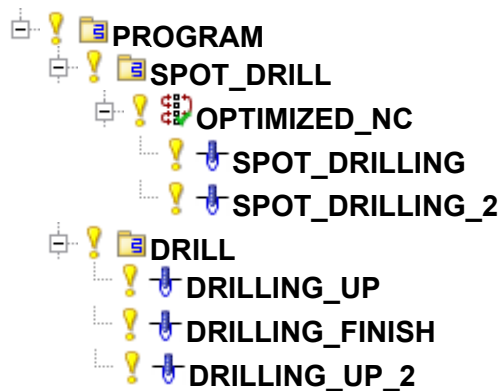 PROGRAM
SPOT_DRILL
OPTIMIZED_NC
SPOT_DRILLING
SPOT_DRILLING_2
DRILL
DRILLING_UP
DRILLING_FINISH
DRILLING_UP_2